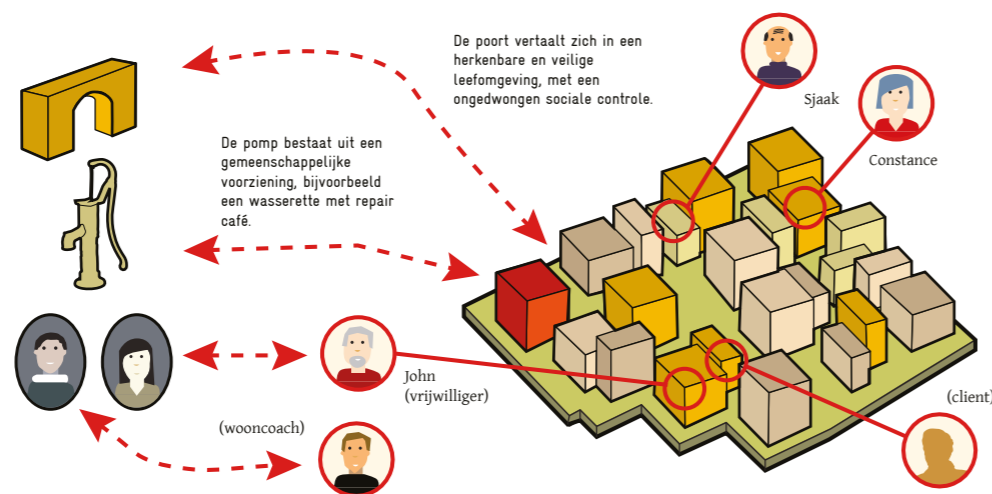 De poort vertaalt zich in een
herkenbare en veilige
leefomgeving, met een
ongedwongen sociale controle.
Sjaak
Constance
De pomp bestaat uit een
gemeenschappelijke
voorziening, bijvoorbeeld
een wasserette met repair
café.
John
(vrijwilliger)
(client)
(wooncoach)